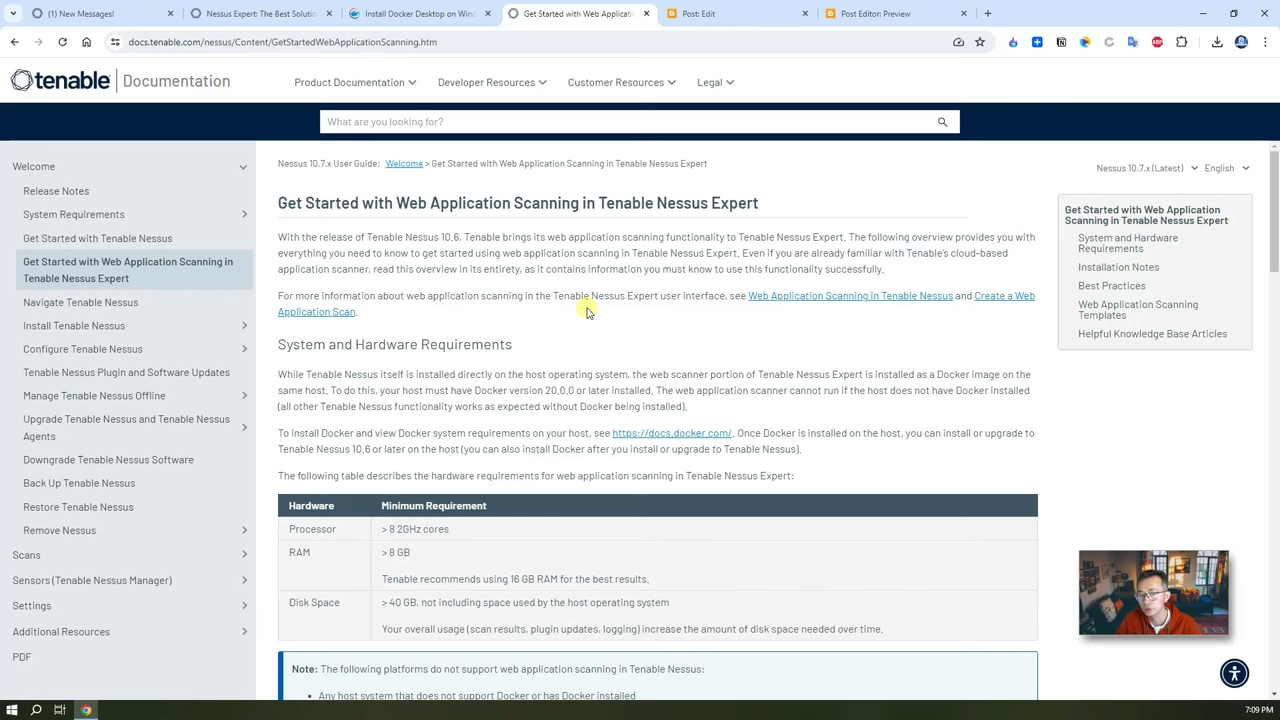 (1) New Messages!
Nessus Expert: The Best Solution
Install Docker Desktop on Win
Get Started with Web Applicatio
Post: Edit
Post Editor: Preview
docs.tenable.com/nessus/Content/GetStartedWebApplicationScanning.htm
tenable Documentation
Product Documentation
Developer Resources
Customer Resources
Legal
What are you looking for?
Welcome
Release Notes
System Requirements
Get Started with Tenable Nessus
Get Started with Web Application Scanning in
Tenable Nessus Expert
Navigate Tenable Nessus
Install Tenable Nessus
Configure Tenable Nessus
Tenable Nessus Plugin and Software Updates
Manage Tenable Nessus Offline
Upgrade Tenable Nessus and Tenable Nessus
Agents
Downgrade Tenable Nessus Software
Back Up Tenable Nessus
Restore Tenable Nessus
Remove Nessus
Scans
Sensors (Tenable Nessus Manager)
Settings
Additional Resources
PDF
Nessus 10.7.x User Guide: Welcome > Get Started with Web Application Scanning in Tenable Nessus Expert
Get Started with Web Application Scanning in Tenable Nessus Expert
With the release of Tenable Nessus 10.6, Tenable brings its web application scanning functionality to Tenable Nessus Expert. The following overview provides you with
everything you need to know to get started using web application scanning in Tenable Nessus Expert. Even if you are already familiar with Tenable's cloud-based
application scanner, read this overview in its entirety, as it contains information you must know to use this functionality successfully.
For more information about web application scanning in the Tenable Nessus Expert user interface, see Web Application Scanning in Tenable Nessus and Create a Web
Application Scan.
System and Hardware Requirements
While Tenable Nessus itself is installed directly on the host operating system, the web scanner portion of Tenable Nessus Expert is installed as a Docker image on the
same host. To do this, your host must have Docker version 20.0.0 or later installed. The web application scanner cannot run if the host does not have Docker installed
(all other Tenable Nessus functionality works as expected without Docker being installed).
To install Docker and view Docker system requirements on your host, see https://docs.docker.com/. Once Docker is installed on the host, you can install or upgrade to
Tenable Nessus 10.6 or later on the host (you can also install Docker after you install or upgrade to Tenable Nessus).
The following table describes the hardware requirements for web application scanning in Tenable Nessus Expert:
Hardware Minimum Requirement
Processor > 8 2GHz cores
RAM > 8 GB
Tenable recommends using 16 GB RAM for the best results.
Disk Space > 40 GB, not including space used by the host operating system
Your overall usage (scan results, plugin updates, logging) increase the amount of disk space needed over time.
Note: The following platforms do not support web application scanning in Tenable Nessus:
• Any host system that does not support Docker or has Docker installed
Nessus 10.7.x (Latest)
English
Get Started with Web Application
Scanning in Tenable Nessus Expert
System and Hardware
Requirements
Installation Notes
Best Practices
Web Application Scanning
Templates
Helpful Knowledge Base Articles
7:09 PM